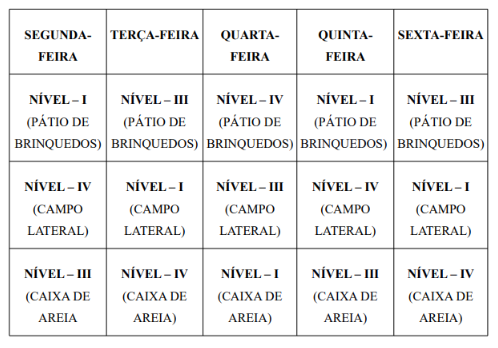 SEGUNDA-
FEIRA
TERÇA-FEIRA
QUARTA-
FEIRA
QUINTA-
FEIRA
SEXTA-FEIRA
NÍVEL – I
(PÁTIO DE
BRINQUEDOS)
NÍVEL – III
(PÁTIO DE
BRINQUEDOS)
NÍVEL – IV
(PÁTIO DE
BRINQUEDOS)
NÍVEL – I
(PÁTIO DE
BRINQUEDOS)
NÍVEL – III
(PÁTIO DE
BRINQUEDOS)
NÍVEL – IV
(CAMPO
LATERAL)
NÍVEL – I
(CAMPO
LATERAL)
NÍVEL – III
(CAMPO
LATERAL)
NÍVEL – IV
(CAMPO
LATERAL)
NÍVEL – I
(CAMPO
LATERAL)
NÍVEL – III
(CAIXA DE
AREIA
NÍVEL – IV
(CAIXA DE
AREIA)
NÍVEL – I
(CAIXA DE
AREIA)
NÍVEL – III
(CAIXA DE
AREIA)
NÍVEL – IV
(CAIXA DE
AREIA)